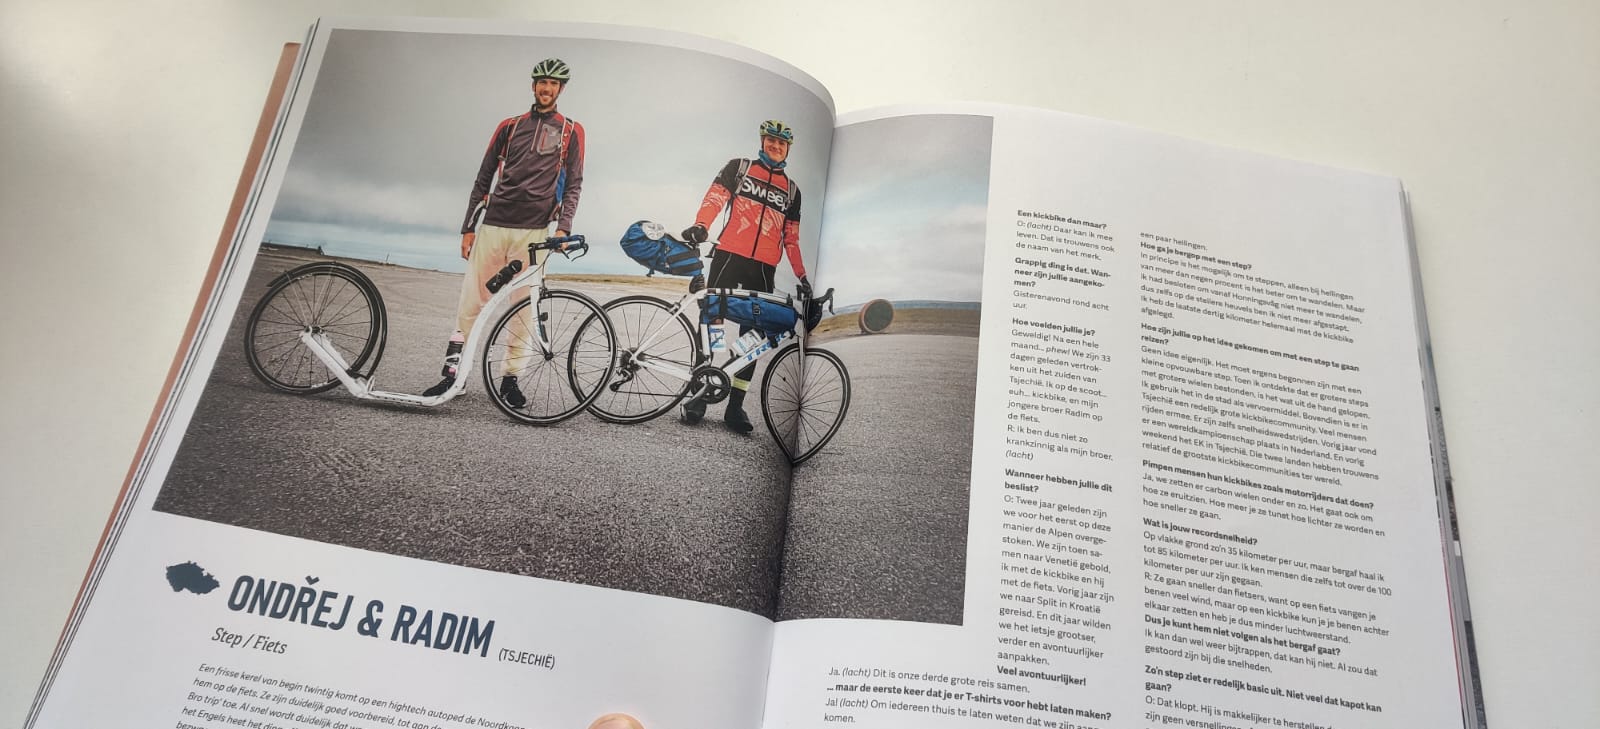 Sweep
TREK
ONDŘEJ & RADIM (TSJECHIË)
Step / Fiets
Een frisse kerel van begin twintig komt op een hightech autoped de Noordkaap
hem op de fiets. Ze zijn duidelijk goed voorbereid, tot aan de
Bro trip' toe. Al snel wordt duidelijk dat
het Engels heet het
Een kickbike dan maar?
O: (lacht) Daar kan ik mee
leven. Dat is trouwens ook
de naam van het merk.
Grappig ding is dat. Wan-
neer zijn jullie aangeko-
men?
Gisterenavond rond acht
uur.
Hoe voelden jullie je?
Geweldig! Na een hele
maand... phew! We zijn 33
dagen geleden vertrok-
ken uit het zuiden van
Tsjechië. Ik op de scoot...
euh... kickbike, en mijn
jongere broer Radim op
de fiets.
R: Ik ben dus niet zo
krankzinnig als mijn broer.
(lacht)
Wanneer hebben jullie dit
beslist?
O: Twee jaar geleden zijn
we voor het eerst op deze
manier de Alpen overge-
stoken. We zijn toen sa-
men naar Venetië gebold,
ik met de kickbike en hij
met de fiets. Vorig jaar zijn
we naar Split in Kroatië
gereisd. En dit jaar wilden
we het ietsje grootser,
verder en avontuurlijker
aanpakken.
Veel avontuurlijker!
Ja. (lacht) Dit is onze derde grote reis samen.
... maar de eerste keer dat je er T-shirts voor hebt laten maken?
Ja! (lacht) Om iedereen thuis te laten weten dat we zijn
komen.
een paar hellingen.
Hoe ga je bergop met een step?
In principe is het mogelijk om te steppen, alleen bij hellingen
van meer dan negen procent is het beter om te wandelen. Maar
ik had besloten om vanaf Honningsvåg niet meer te wandelen,
dus zelfs op de steilere heuvels ben ik niet meer afgestapt.
Ik heb de laatste dertig kilometer helemaal met de kickbike
afgelegd.
Hoe zijn jullie op het idee gekomen om met een step te gaan
reizen?
Geen idee eigenlijk. Het moet ergens begonnen zijn met een
kleine opvouwbare step. Toen ik ontdekte dat er grotere steps
met grotere wielen bestonden, is het wat uit de hand gelopen.
Ik gebruik het in de stad als vervoermiddel. Bovendien is er in
Tsjechië een redelijk grote kickbikecommunity. Veel mensen
rijden ermee. Er zijn zelfs snelheidswedstrijden. Vorig jaar vond
er een wereldkampioenschap plaats in Nederland. En vorig
weekend het EK in Tsjechië. Die twee landen hebben trouwens
relatief de grootste kickbikecommunities ter wereld.
Pimpen mensen hun kickbikes zoals motorrijders dat doen?
Ja, we zetten er carbon wielen onder en zo. Het gaat ook om
hoe ze eruitzien. Hoe meer je ze tunet hoe lichter ze worden en
hoe sneller ze gaan.
Wat is jouw recordsnelheid?
Op vlakke grond zo'n 35 kilometer per uur, maar bergaf haal ik
tot 85 kilometer per uur. Ik ken mensen die zelfs tot over de 100
kilometer per uur zijn gegaan.
R: Ze gaan sneller dan fietsers, want op een fiets vangen je
benen veel wind, maar op een kickbike kun je je benen achter
elkaar zetten en heb je dus minder luchtweerstand.
Dus je kunt hem niet volgen als het bergaf gaat?
Ik kan dan wel weer bijtrappen, dat kan hij niet. Al zou dat
gestoord zijn bij die snelheden.
Zo'n step ziet er redelijk basic uit. Niet veel dat kapot kan
gaan?
O: Dat klopt. Hij is makkelijker te herstellen
zijn geen versnellingen